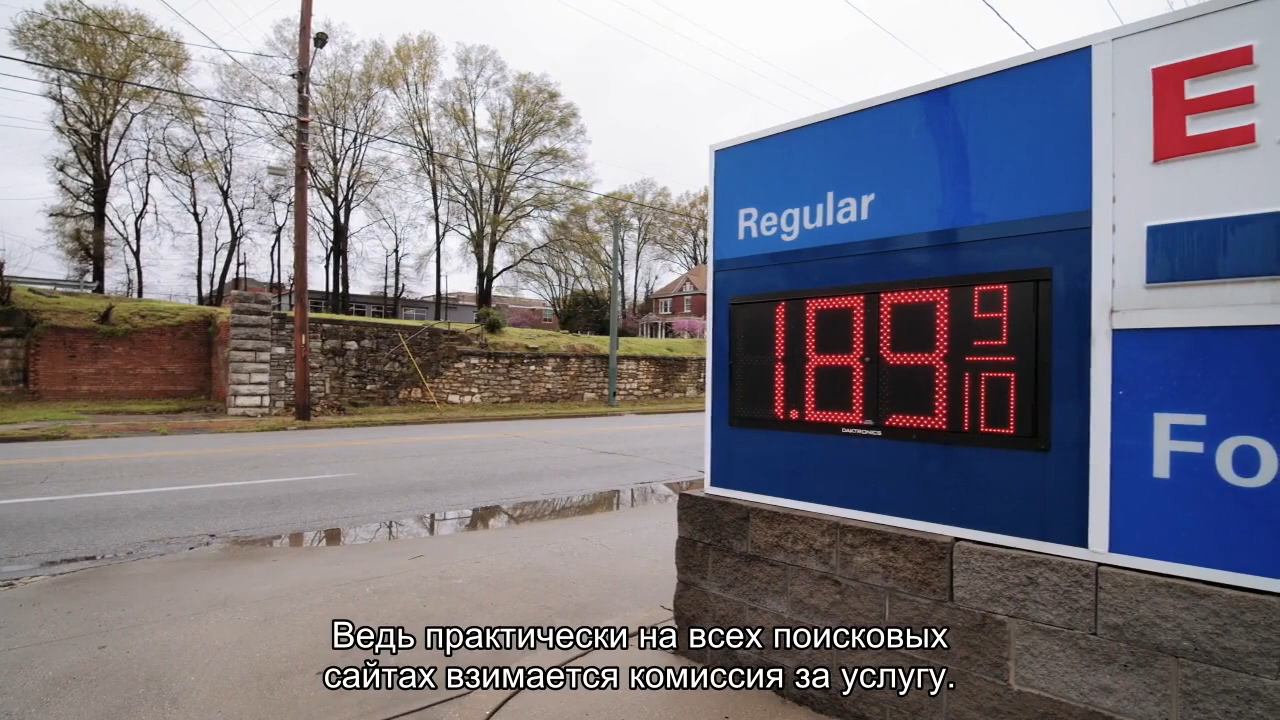 Regular
1.89 9/10
DAKTRONICS
E
Fo
Ведь практически на всех поисковых
сайтах взимается комиссия за услугу.